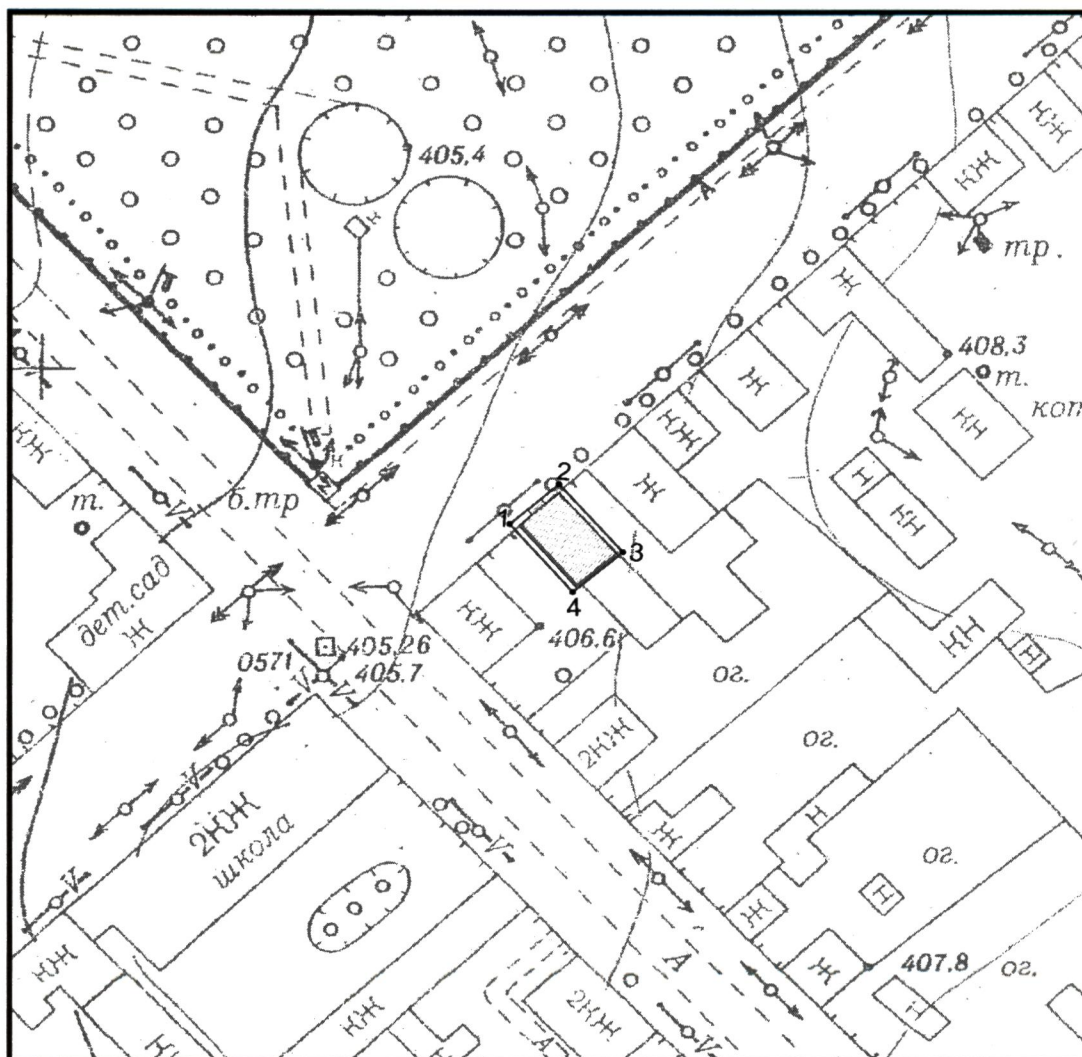 КЖ
405,4
КЖ
тр.
Ж
408,3
т.
кот
КН
Ж
КЖ
КЖ
Ж
Н
КН
2
1
3
4
т.
б.тр
дет.сад
Ж
КЖ
406,6
КН
Н
405,26
0571
405,7
ог.
2КЖ
ог.
2КЖ
школа
Ж
Н
ог.
Н
Ж
А
Ж
407,8
ог.
КЖ
КЖ
2КЖ
Н
А